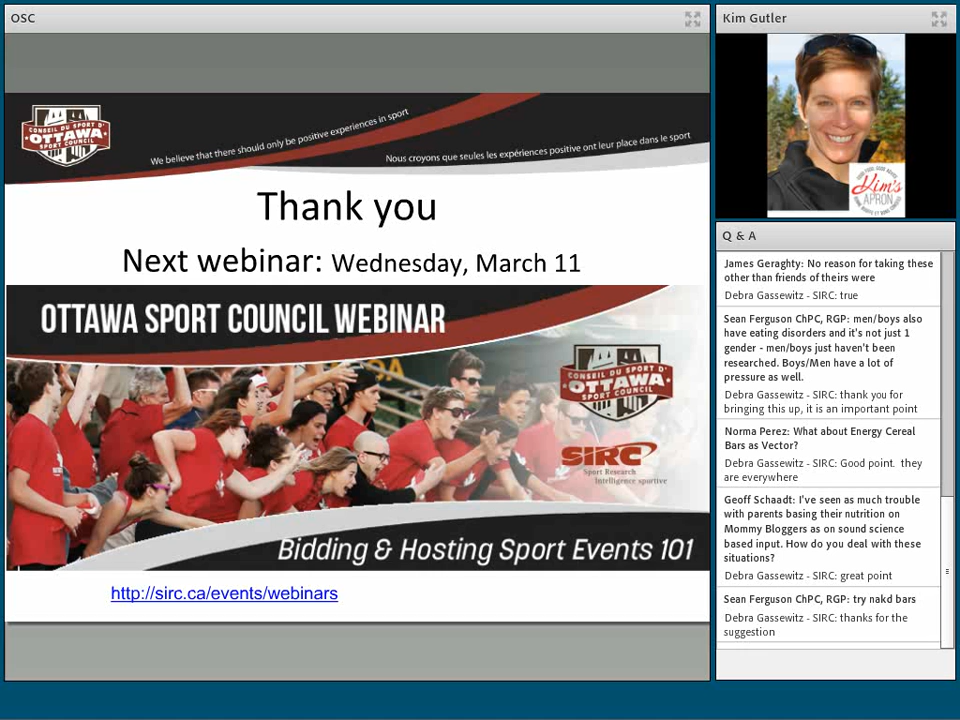 OSC
CONSEIL DU SPORT D'
OTTAWA
SPORT COUNCIL
We believe that there should only be positive experiences in sport
Nous croyons que seules les expériences positive ont leur place dans le sport
Thank you
Next webinar: Wednesday, March 11
OTTAWA SPORT COUNCIL WEBINAR
CONSEIL DU SPORT D'
OTTAWA
SPORT COUNCIL
SIRC
Sport Research
Intelligence sportive
Bidding & Hosting Sport Events 101
http://sirc.ca/events/webinars
Kim Gutler
Kim's
APRON
Q & A
James Geraghty: No reason for taking these
other than friends of theirs were
Debra Gassewitz - SIRC: true
Sean Ferguson ChPC, RGP: men/boys also
have eating disorders and it's not just 1
gender - men/boys just haven't been
researched. Boys/Men have a lot of
pressure as well.
Debra Gassewitz - SIRC: thank you for
bringing this up, it is an important point
Norma Perez: What about Energy Cereal
Bars as Vector?
Debra Gassewitz - SIRC: Good point. they
are everywhere
Geoff Schaadt: I've seen as much trouble
with parents basing their nutrition on
Mommy Bloggers as on sound science
based input. How do you deal with these
situations?
Debra Gassewitz - SIRC: great point
Sean Ferguson ChPC, RGP: try nakd bars
Debra Gassewitz - SIRC: thanks for the
suggestion